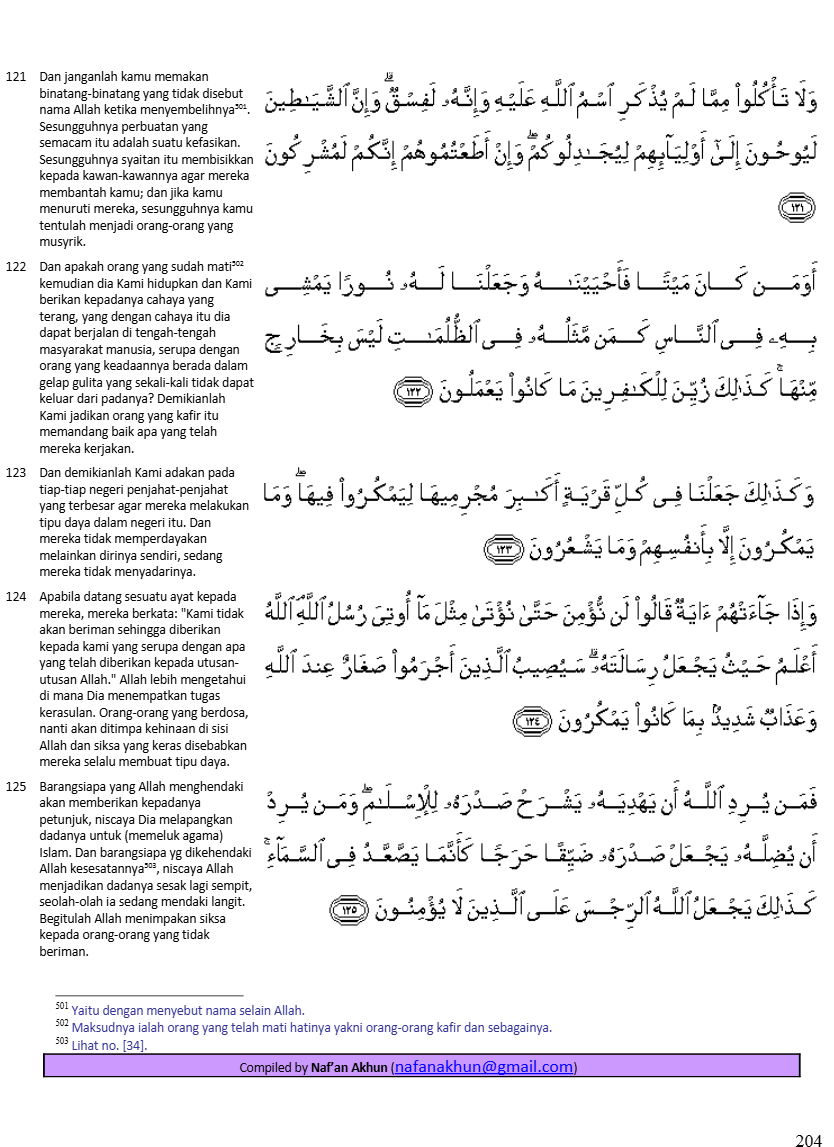 121 Dan janganlah kamu memakan
binatang-binatang yang tidak disebut
nama Allah ketika menyembelihnya⁵⁰¹.
Sesungguhnya perbuatan yang
semacam itu adalah suatu kefasikan.
Sesungguhnya syaitan itu membisikkan
kepada kawan-kawannya agar mereka
membantah kamu; dan jika kamu
menuruti mereka, sesungguhnya kamu
tentulah menjadi orang-orang yang
musyrik.
وَلَا تَأْكُلُوا۟ مِمَّا لَمْ يُذْكَرِ ٱسْمُ ٱللَّهِ عَلَيْهِ وَإِنَّهُۥ لَفِسْقٌۭ ۗ وَإِنَّ ٱلشَّيَـٰطِينَ
لَيُوحُونَ إِلَىٰٓ أَوْلِيَآئِهِمْ لِيُجَـٰدِلُوكُمْ ۖ وَإِنْ أَطَعْتُمُوهُمْ إِنَّكُمْ لَمُشْرِكُونَ
١٢١
122 Dan apakah orang yang sudah mati⁵⁰²
kemudian dia Kami hidupkan dan Kami
berikan kepadanya cahaya yang
terang, yang dengan cahaya itu dia
dapat berjalan di tengah-tengah
masyarakat manusia, serupa dengan
orang yang keadaannya berada dalam
gelap gulita yang sekali-kali tidak dapat
keluar dari padanya? Demikianlah
Kami jadikan orang yang kafir itu
memandang baik apa yang telah
mereka kerjakan.
أَوَمَن كَانَ مَيْتًۭا فَأَحْيَيْنَـٰهُ وَجَعَلْنَا لَهُۥ نُورًۭا يَمْشِى
بِهِۦ فِى ٱلنَّاسِ كَمَن مَّثَلُهُۥ فِى ٱلظُّلُمَـٰتِ لَيْسَ بِخَارِجٍۢ
مِّنْهَا ۚ كَذَٰلِكَ زُيِّنَ لِلْكَـٰفِرِينَ مَا كَانُوا۟ يَعْمَلُونَ ١٢٢
123 Dan demikianlah Kami adakan pada
tiap-tiap negeri penjahat-penjahat
yang terbesar agar mereka melakukan
tipu daya dalam negeri itu. Dan
mereka tidak memperdayakan
melainkan dirinya sendiri, sedang
mereka tidak menyadarinya.
وَكَذَٰلِكَ جَعَلْنَا فِى كُلِّ قَرْيَةٍ أَكَـٰبِرَ مُجْرِمِيهَا لِيَمْكُرُوا۟ فِيهَا ۖ وَمَا
يَمْكُرُونَ إِلَّا بِأَنفُسِهِمْ وَمَا يَشْعُرُونَ ١٢٣
124 Apabila datang sesuatu ayat kepada
mereka, mereka berkata: "Kami tidak
akan beriman sehingga diberikan
kepada kami yang serupa dengan apa
yang telah diberikan kepada utusan-
utusan Allah." Allah lebih mengetahui
di mana Dia menempatkan tugas
kerasulan. Orang-orang yang berdosa,
nanti akan ditimpa kehinaan di sisi
Allah dan siksa yang keras disebabkan
mereka selalu membuat tipu daya.
وَإِذَا جَآءَتْهُمْ ءَايَةٌۭ قَالُوا۟ لَن نُّؤْمِنَ حَتَّىٰ نُؤْتَىٰ مِثْلَ مَآ أُوتِىَ رُسُلُ ٱللَّهِ ۘ ٱللَّهُ
أَعْلَمُ حَيْثُ يَجْعَلُ رِسَالَتَهُۥ ۗ سَيُصِيبُ ٱلَّذِينَ أَجْرَمُوا۟ صَغَارٌ عِندَ ٱللَّهِ
وَعَذَابٌۭ شَدِيدٌۢ بِمَا كَانُوا۟ يَمْكُرُونَ ١٢٤
125 Barangsiapa yang Allah menghendaki
akan memberikan kepadanya
petunjuk, niscaya Dia melapangkan
dadanya untuk (memeluk agama)
Islam. Dan barangsiapa yg dikehendaki
Allah kesesatannya⁵⁰³, niscaya Allah
menjadikan dadanya sesak lagi sempit,
seolah-olah ia sedang mendaki langit.
Begitulah Allah menimpakan siksa
kepada orang-orang yang tidak
beriman.
فَمَن يُرِدِ ٱللَّهُ أَن يَهْدِيَهُۥ يَشْرَحْ صَدْرَهُۥ لِلْإِسْلَـٰمِ ۖ وَمَن يُرِدْ
أَن يُضِلَّهُۥ يَجْعَلْ صَدْرَهُۥ ضَيِّقًا حَرَجًۭا كَأَنَّمَا يَصَّعَّدُ فِى ٱلسَّمَآءِ ۚ
كَذَٰلِكَ يَجْعَلُ ٱللَّهُ ٱلرِّجْسَ عَلَى ٱلَّذِينَ لَا يُؤْمِنُونَ ١٢٥
⁵⁰¹ Yaitu dengan menyebut nama selain Allah.
⁵⁰² Maksudnya ialah orang yang telah mati hatinya yakni orang-orang kafir dan sebagainya.
⁵⁰³ Lihat no. [34].
Compiled by Naf’an Akhun (nafanakhun@gmail.com)
204